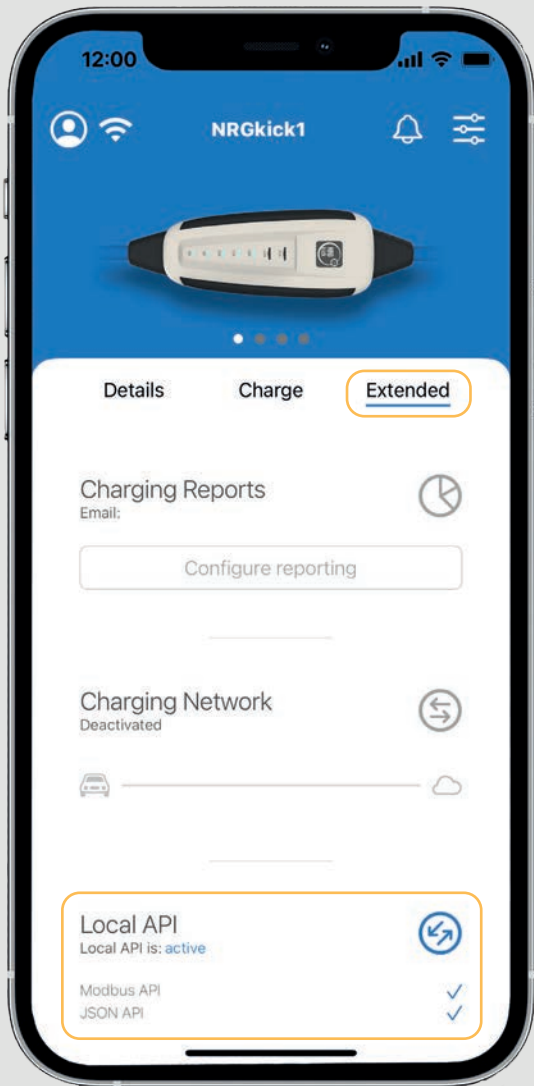 12:00
NRGkick1
Details Charge Extended
Charging Reports
Email:
Configure reporting
Charging Network
Deactivated
Local API
Local API is: active
Modbus API
JSON API